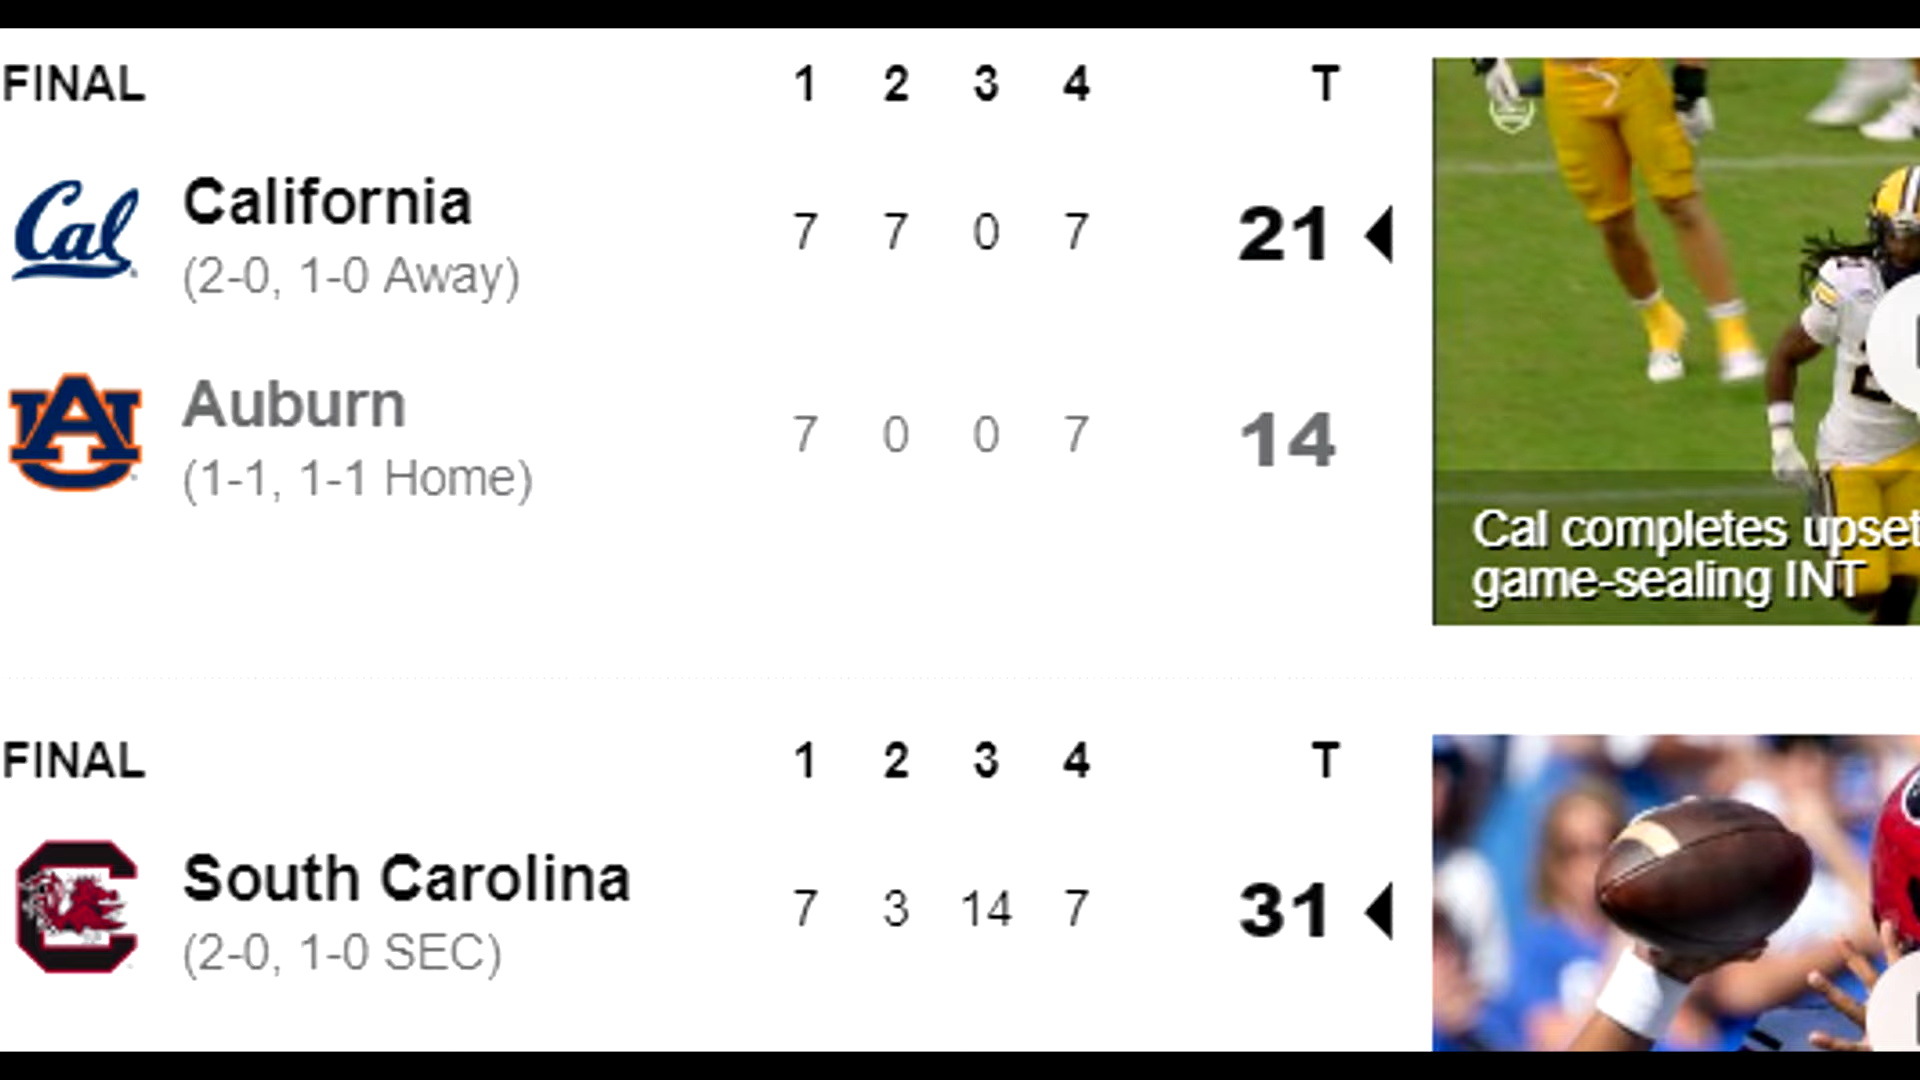 FINAL 1 2 3 4 T
Cal California 7 7 0 7 21
(2-0, 1-0 Away)
Auburn 7 0 0 7 14
(1-1, 1-1 Home)
Cal completes upset
game-sealing INT
FINAL 1 2 3 4 T
South Carolina 7 3 14 7 31
(2-0, 1-0 SEC)